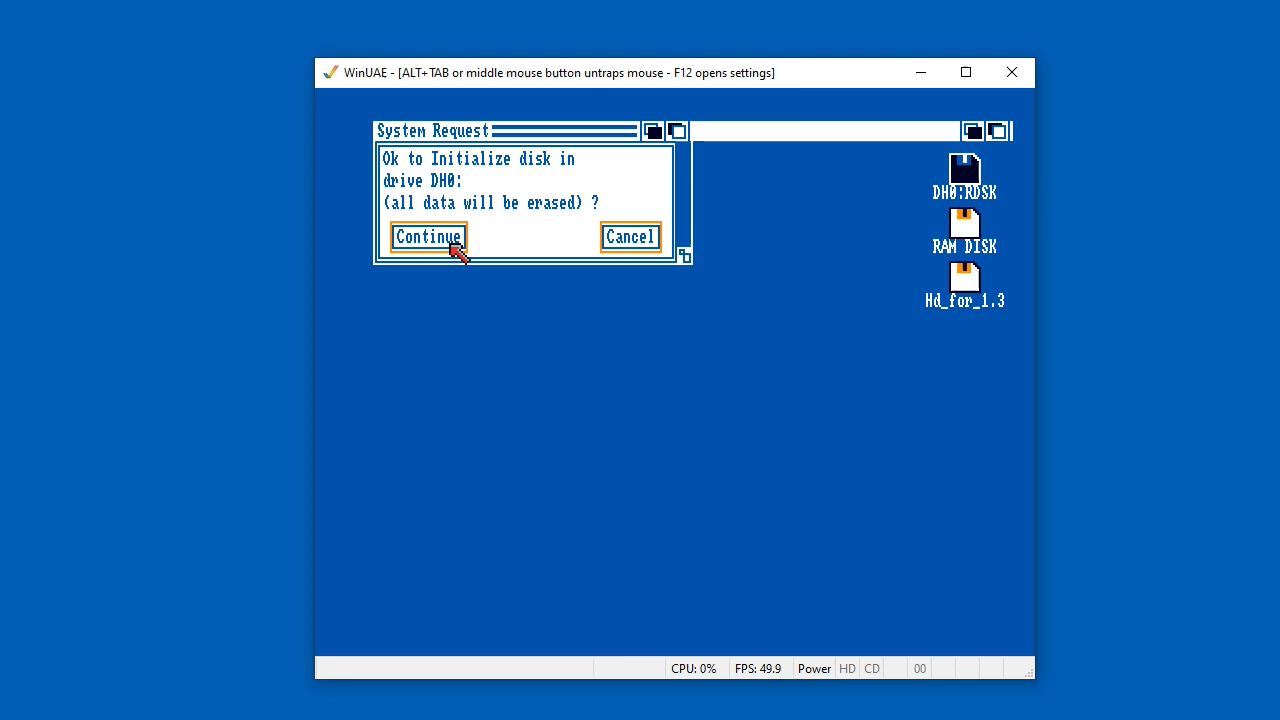 WinUAE - [ALT+TAB or middle mouse button untraps mouse - F12 opens settings]
System Request
Ok to Initialize disk in
drive DH0:
(all data will be erased) ?
Continue
Cancel
DH0:RDSK
RAM DISK
Hd_for_1.3
CPU: 0%
FPS: 49.9
Power
HD
CD
00